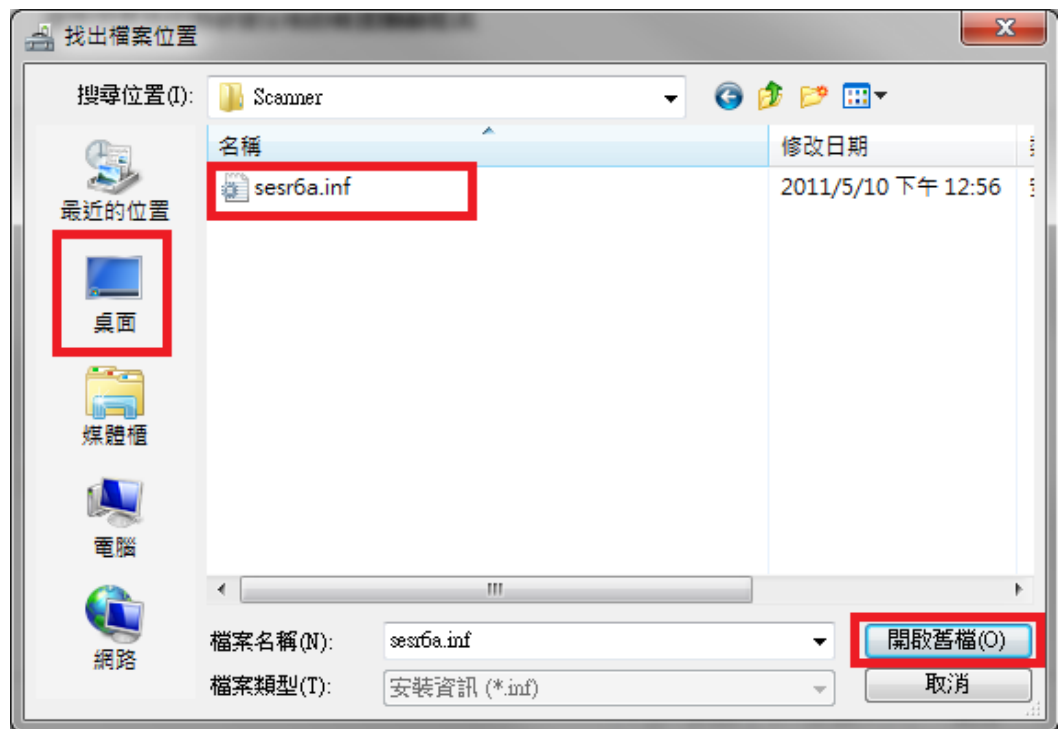 找出檔案位置
搜尋位置(I): Scanner
名稱 修改日期
sesr6a.inf 2011/5/10 下午 12:56
最近的位置
桌面
媒體櫃
電腦
網路
檔案名稱(N): sesr6a.inf 開啟舊檔(O)
檔案類型(T): 安裝資訊 (*.inf) 取消